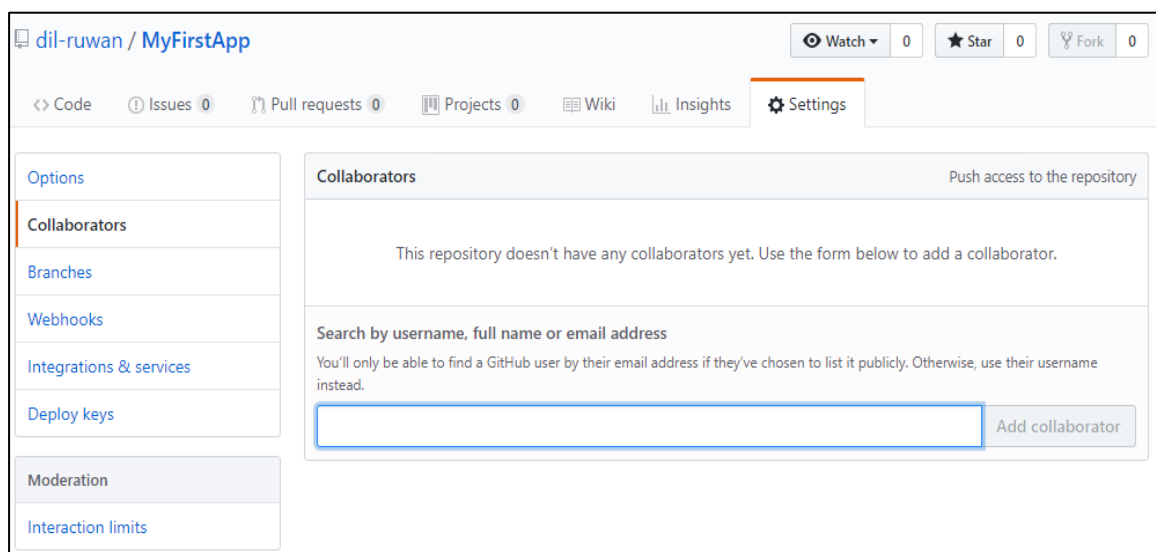 dil-ruwan / MyFirstApp
Watch 0 Star 0 Fork 0
Code Issues 0 Pull requests 0 Projects 0 Wiki Insights Settings
Options
Collaborators
Branches
Webhooks
Integrations & services
Deploy keys
Moderation
Interaction limits
Collaborators Push access to the repository
This repository doesn't have any collaborators yet. Use the form below to add a collaborator.
Search by username, full name or email address
You'll only be able to find a GitHub user by their email address if they've chosen to list it publicly. Otherwise, use their username
instead.
Add collaborator